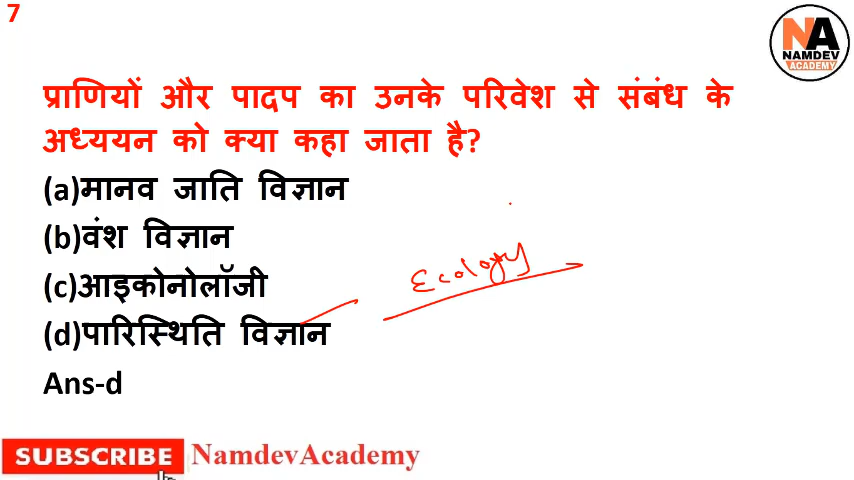 7
NA
NAMDEV
ACADEMY
प्राणियों और पादप का उनके परिवेश से संबंध के
अध्ययन को क्या कहा जाता है?
(a)मानव जाति विज्ञान
(b)वंश विज्ञान
(c)आइकोनोलॉजी
Ecology
(d)पारिस्थिति विज्ञान
Ans-d
SUBSCRIBE NamdevAcademy